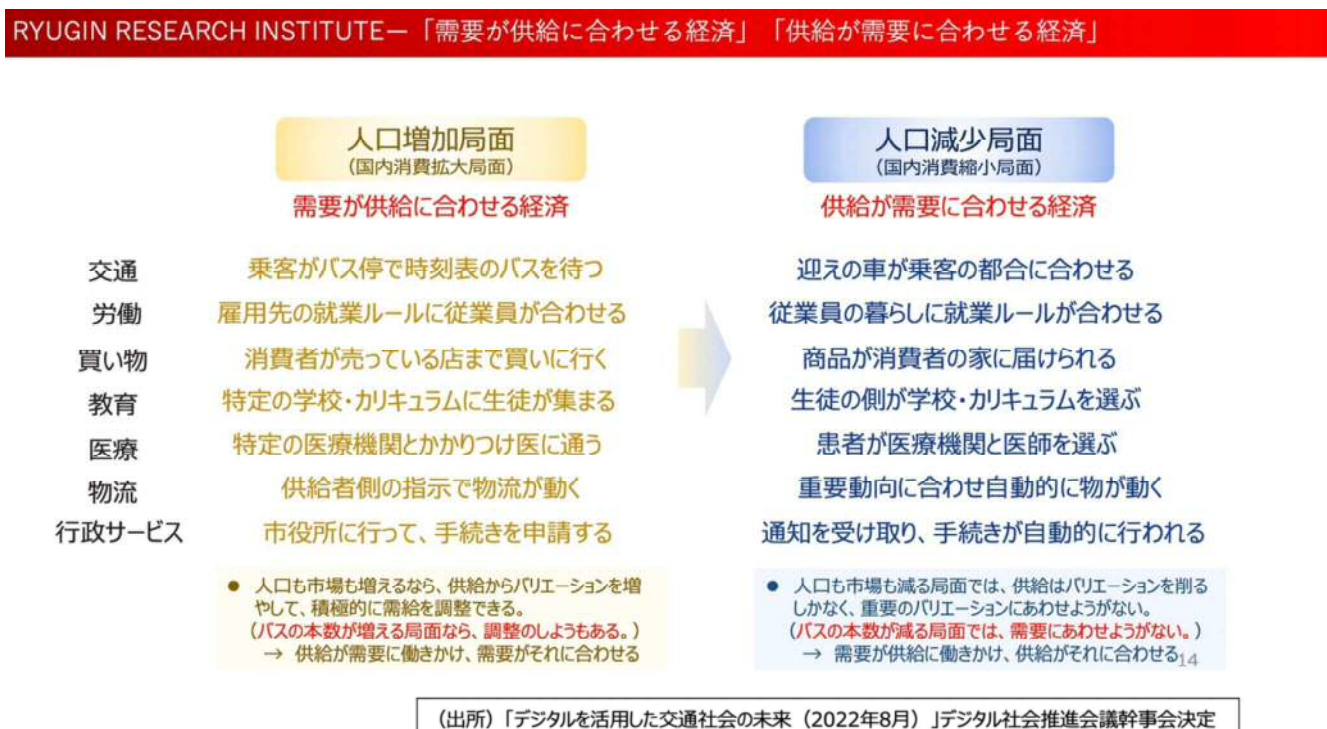 RYUGIN RESEARCH INSTITUTE—「需要が供給に合わせる経済」「供給が需要に合わせる経済」
人口増加局面
（国内消費拡大局面）
需要が供給に合わせる経済
人口減少局面
（国内消費縮小局面）
供給が需要に合わせる経済
交通 乗客がバス停で時刻表のバスを待つ 迎えの車が乗客の都合に合わせる
労働 雇用先の就業ルールに従業員が合わせる 従業員の暮らしに就業ルールが合わせる
買い物 消費者が売っている店まで買いに行く 商品が消費者の家に届けられる
教育 特定の学校・カリキュラムに生徒が集まる 生徒の側が学校・カリキュラムを選ぶ
医療 特定の医療機関とかかりつけ医に通う 患者が医療機関と医師を選ぶ
物流 供給者側の指示で物流が動く 重要動向に合わせ自動的に物が動く
行政サービス 市役所に行って、手続きを申請する 通知を受け取り、手続きが自動的に行われる
● 人口も市場も増えるなら、供給からバリエーションを増
やして、積極的に需給を調整できる。
（バスの本数が増える局面なら、調整のしようもある。）
→ 供給が需要に働きかけ、需要がそれに合わせる
● 人口も市場も減る局面では、供給はバリエーションを削る
しかなく、重要のバリエーションにあわせようがない。
（バスの本数が減る局面では、需要にあわせようがない。）
→ 需要が供給に働きかけ、供給がそれに合わせる
14
（出所）「デジタルを活用した交通社会の未来（2022年8月）」デジタル社会推進会議幹事会決定